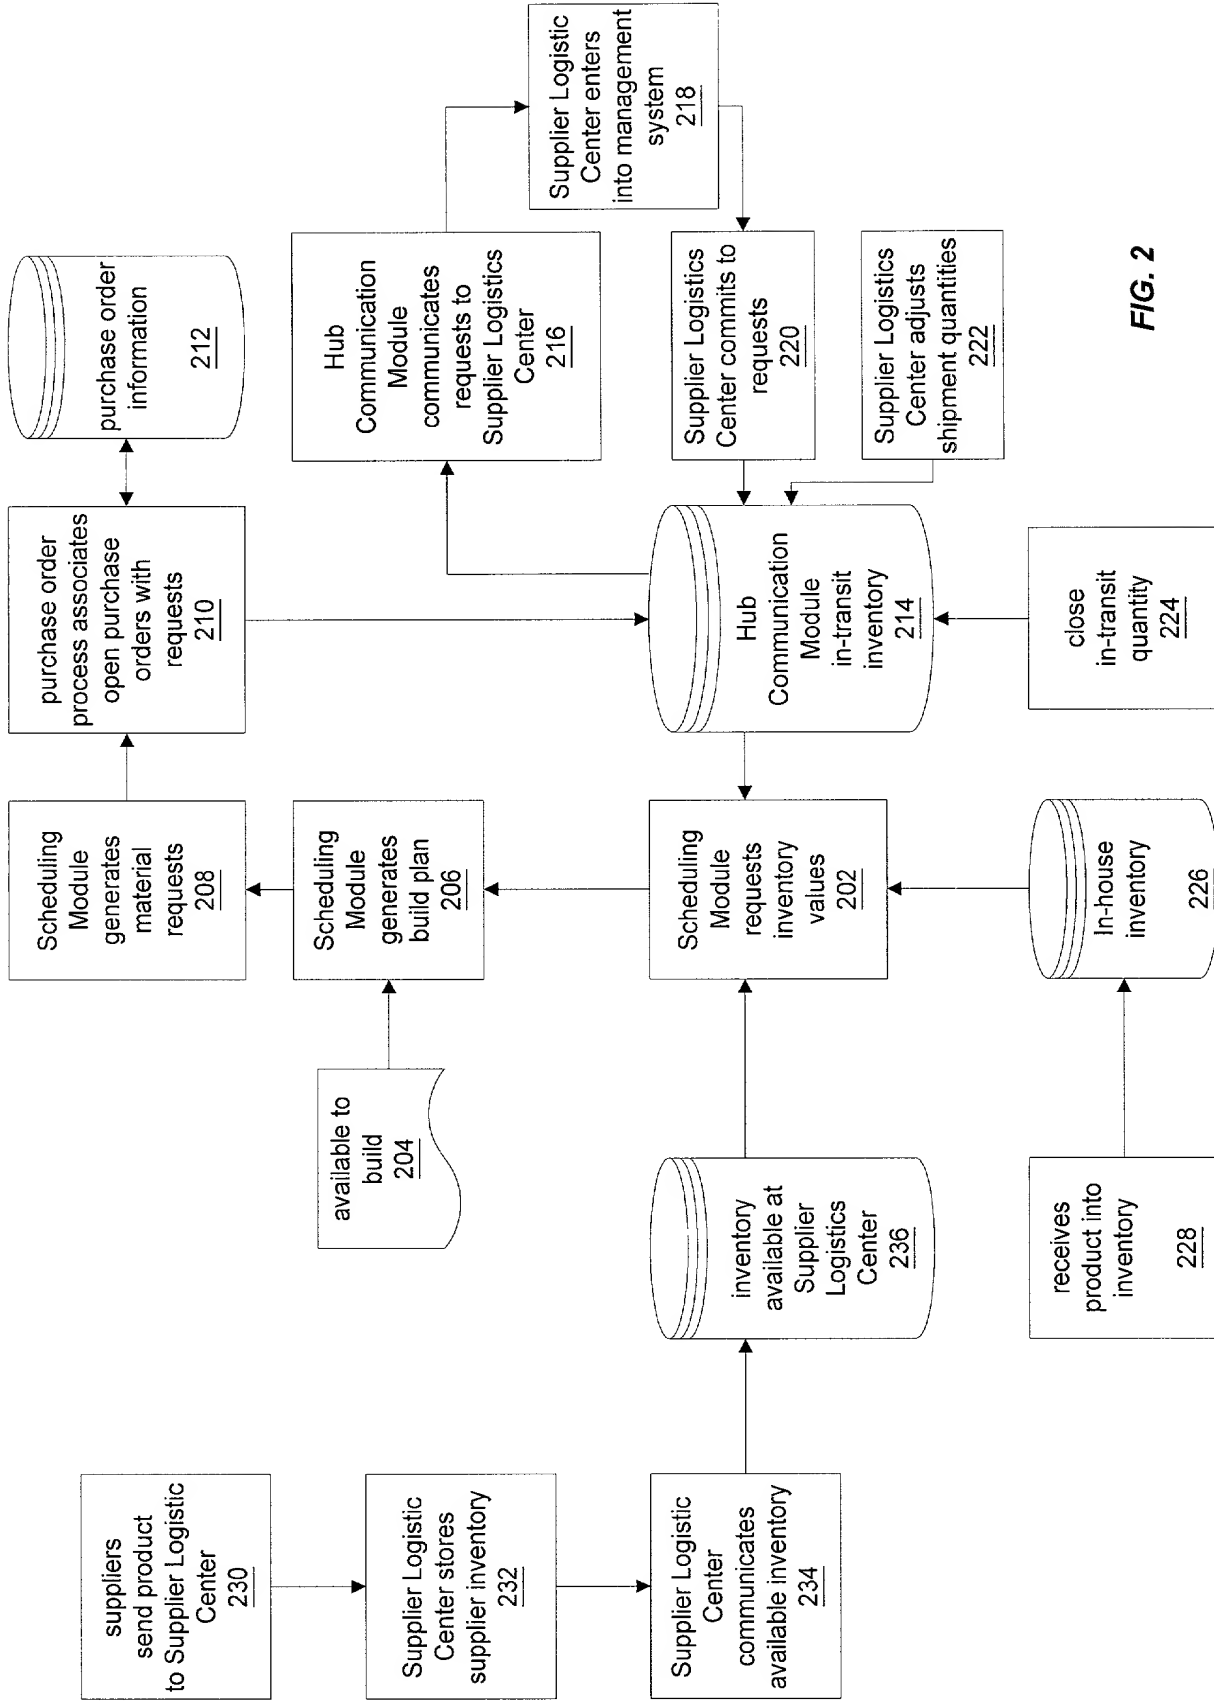 suppliers
send product
to Supplier Logistic
Center
230
Scheduling
Module
generates
material
requests
208
purchase order
process associates
open purchase
orders with
requests
210
purchase order
information
212
available to
build
204
Scheduling
Module
generates
build plan
206
Hub
Communication
Module
communicates
requests to
Supplier Logistics
Center
216
Supplier Logistic
Center stores
supplier inventory
232
Supplier Logistic
Center enters
into management
system
218
Supplier Logistic
Center
communicates
available inventory
234
inventory
available at
Supplier
Logistics
Center
236
Scheduling
Module
requests
inventory
values
202
Hub
Communication
Module
in-transit
inventory
214
Supplier Logistics
Center commits to
requests
220
Supplier Logistics
Center adjusts
shipment quantities
222
receives
product into
inventory
228
In-house
inventory
226
close
in-transit
quantity
224
FIG. 2